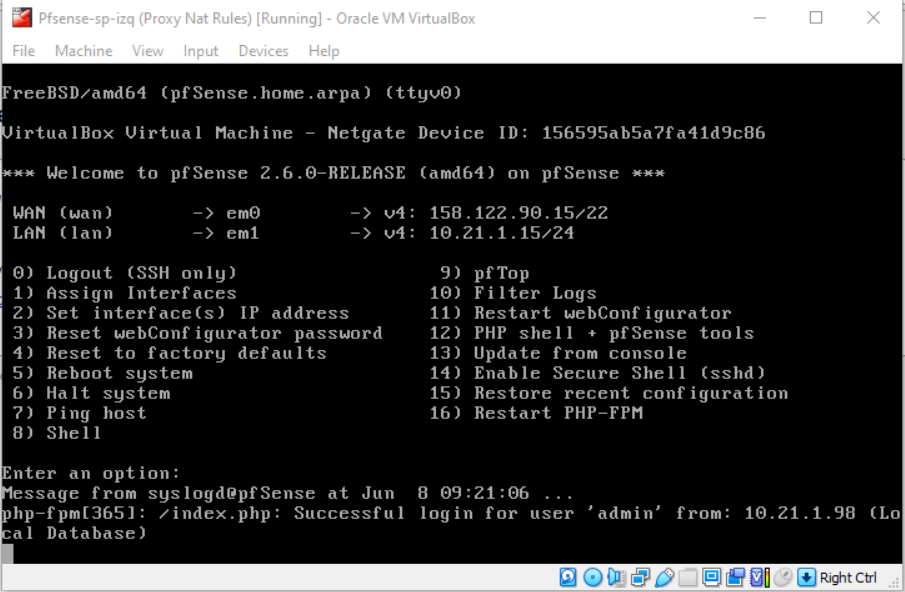 Pfsense-sp-izq (Proxy Nat Rules) [Running] - Oracle VM VirtualBox
File Machine View Input Devices Help
FreeBSD/amd64 (pfSense.home.arpa) (ttyv0)
VirtualBox Virtual Machine - Netgate Device ID: 156595ab5a7fa41d9c86
*** Welcome to pfSense 2.6.0-RELEASE (amd64) on pfSense ***
WAN (wan) -> em0 -> v4: 158.122.90.15/22
LAN (lan) -> em1 -> v4: 10.21.1.15/24
0) Logout (SSH only) 9) pfTop
1) Assign Interfaces 10) Filter Logs
2) Set interface(s) IP address 11) Restart webConfigurator
3) Reset webConfigurator password 12) PHP shell + pfSense tools
4) Reset to factory defaults 13) Update from console
5) Reboot system 14) Enable Secure Shell (sshd)
6) Halt system 15) Restore recent configuration
7) Ping host 16) Restart PHP-FPM
8) Shell
Enter an option:
Message from syslogd@pfSense at Jun 8 09:21:06 ...
php-fpm[365]: /index.php: Successful login for user 'admin' from: 10.21.1.98 (Lo
cal Database)
Right Ctrl